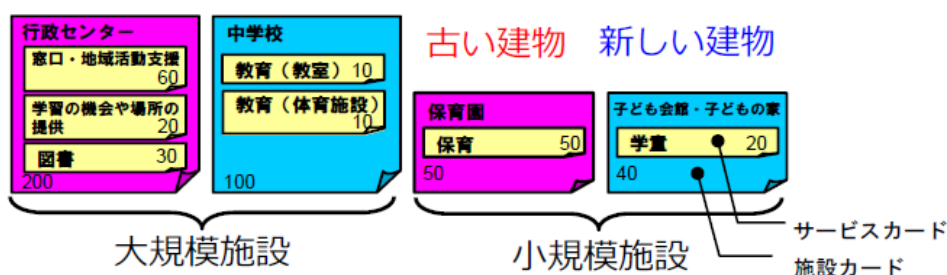 行政センター
窓口・地域活動支援
60
学習の機会や場所の
提供 20
図書 30
200
中学校
教育(教室) 10
教育(体育施設)
10
100
大規模施設
古い建物 新しい建物
保育園
保育 50
50
子ども会館・子どもの家
学童 20
40
小規模施設
サービスカード
施設カード